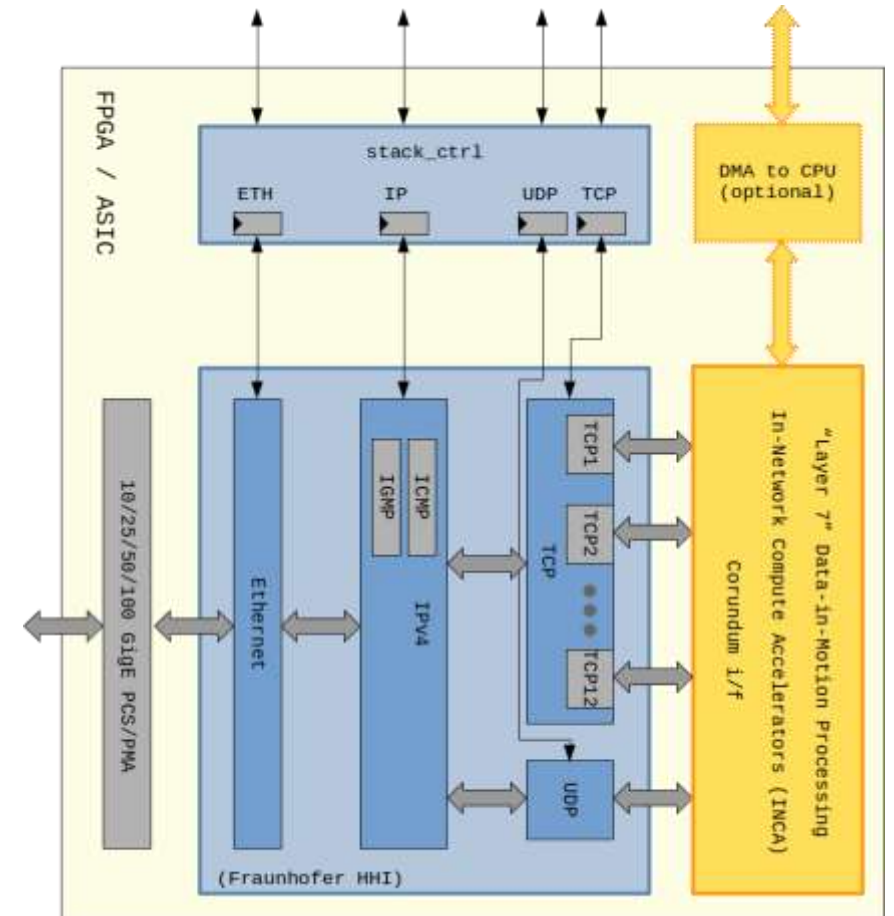 FPGA / ASIC
stack_ctrl
ETH IP UDP TCP
DMA to CPU
(optional)
10/25/50/100 GigE PCS/PMA
Ethernet
IPv4
ICMP
IGMP
TCP
TCP1
TCP2
TCP12
UDP
(Fraunhofer HHI)
“Layer 7” Data-in-Motion Processing
In-Network Compute Accelerators (INCA)
Corundum i/f